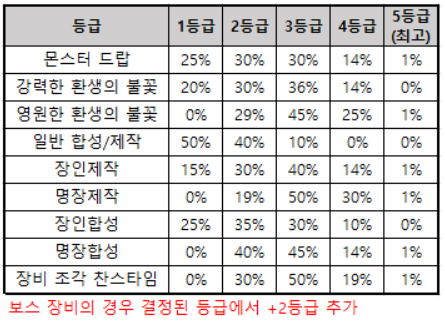 등급 1등급 2등급 3등급 4등급 5등급(최고)
몬스터 드랍 25% 30% 30% 14% 1%
강력한 환생의 불꽃 20% 30% 36% 14% 0%
영원한 환생의 불꽃 0% 29% 45% 25% 1%
일반 합성/제작 50% 40% 10% 0% 0%
장인제작 15% 30% 40% 14% 1%
명장제작 0% 19% 50% 30% 1%
장인합성 25% 35% 30% 10% 0%
명장합성 0% 40% 45% 14% 1%
장비 조각 찬스타임 0% 30% 50% 19% 1%
보스 장비의 경우 결정된 등급에서 +2등급 추가